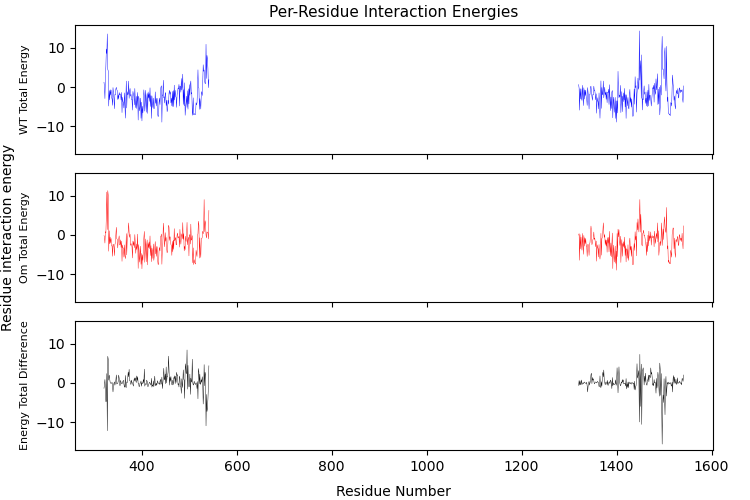 Per-Residue Interaction Energies
Residue interaction energy
WT Total Energy
10
0
−10
Om Total Energy
10
0
−10
Energy Total Difference
10
0
−10
400 600 800 1000 1200 1400 1600
Residue Number